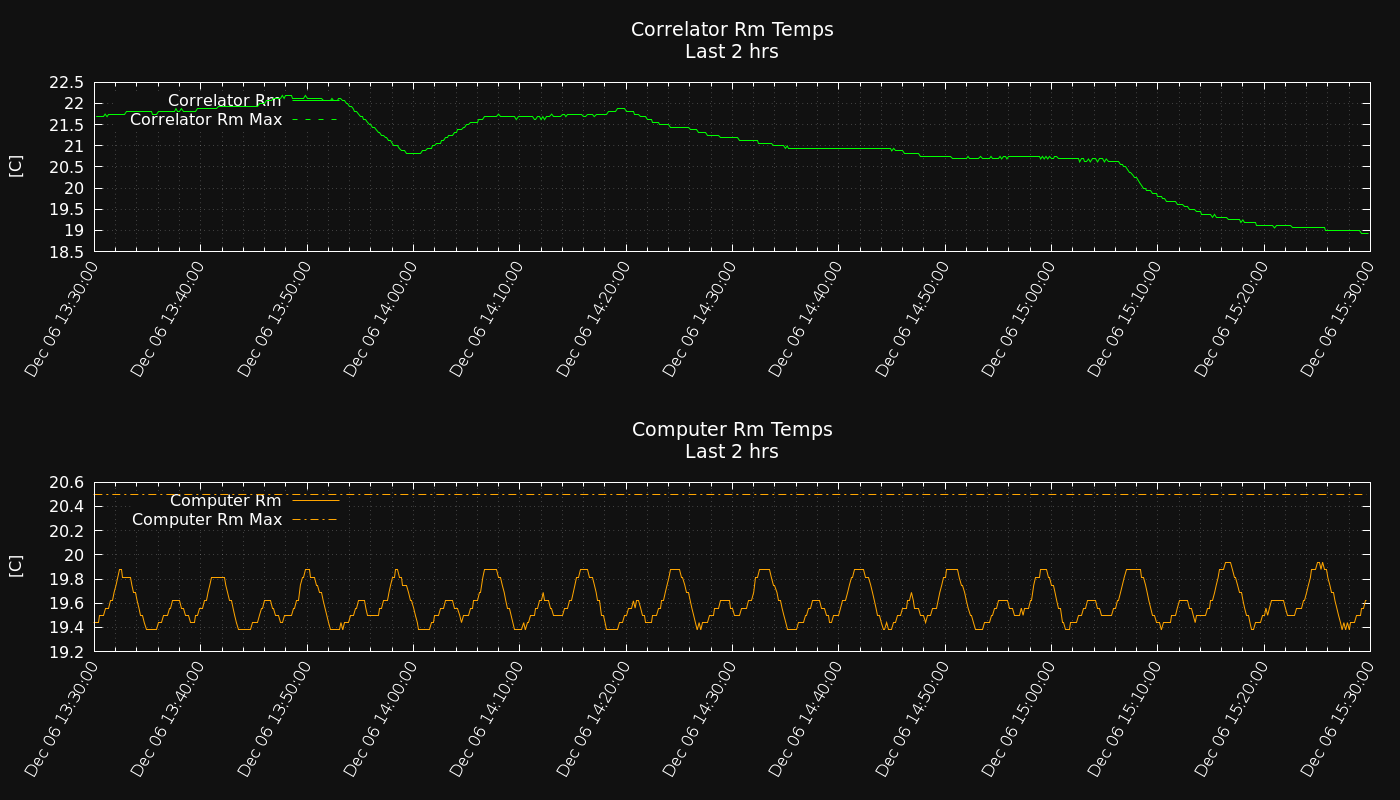 Correlator Rm Temps
Last 2 hrs
22.5
22
21.5
21
20.5
20
19.5
19
18.5
[C]
Correlator Rm
Correlator Rm Max
Dec 06 13:30:00
Dec 06 13:40:00
Dec 06 13:50:00
Dec 06 14:00:00
Dec 06 14:10:00
Dec 06 14:20:00
Dec 06 14:30:00
Dec 06 14:40:00
Dec 06 14:50:00
Dec 06 15:00:00
Dec 06 15:10:00
Dec 06 15:20:00
Dec 06 15:30:00
Computer Rm Temps
Last 2 hrs
20.6
20.4
20.2
20
19.8
19.6
19.4
19.2
[C]
Computer Rm
Computer Rm Max
Dec 06 13:30:00
Dec 06 13:40:00
Dec 06 13:50:00
Dec 06 14:00:00
Dec 06 14:10:00
Dec 06 14:20:00
Dec 06 14:30:00
Dec 06 14:40:00
Dec 06 14:50:00
Dec 06 15:00:00
Dec 06 15:10:00
Dec 06 15:20:00
Dec 06 15:30:00